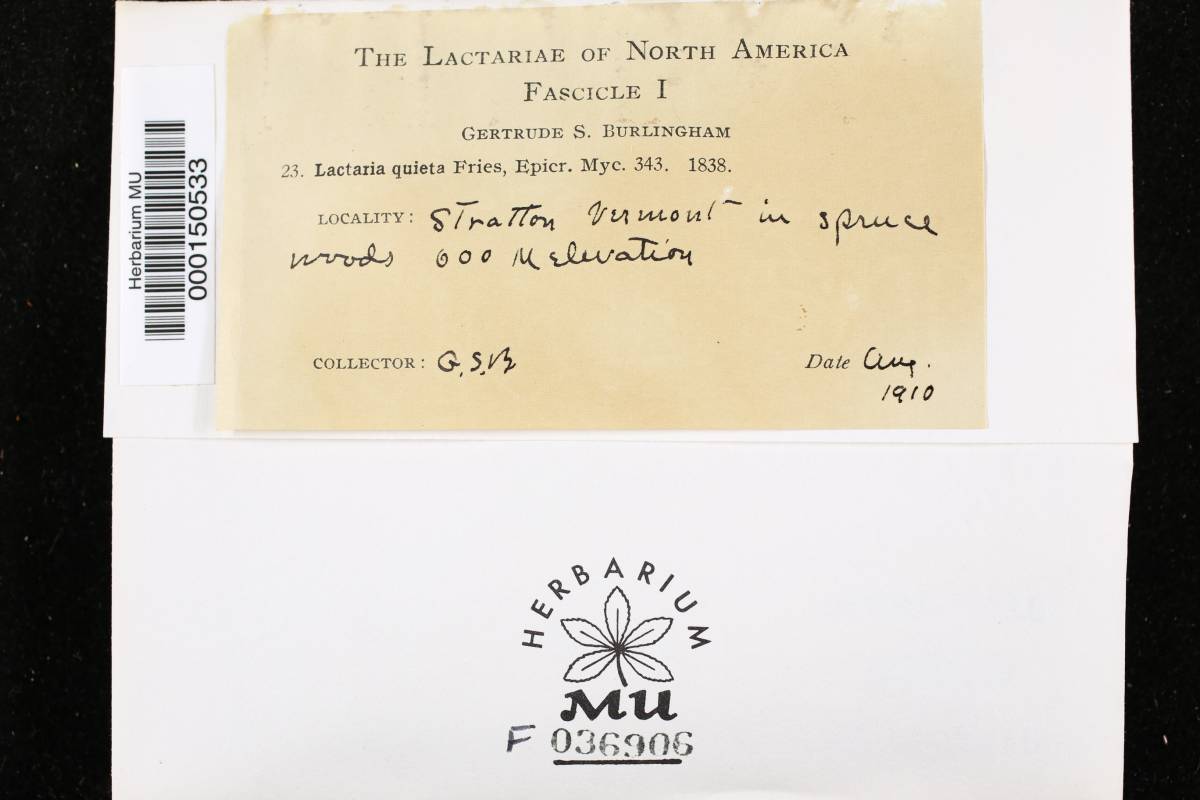 THE LACTARIAE OF NORTH AMERICA
FASCICLE I
GERTRUDE S. BURLINGHAM
23. Lactaria quieta Fries, Epicr. Myc. 343. 1838.
LOCALITY: Stratton Vermont in spruce
woods 600 M elevation
COLLECTOR: G.S.B
Date Aug.
1910
Herbarium MU
000150533
HERBARIUM
MU
F 036906